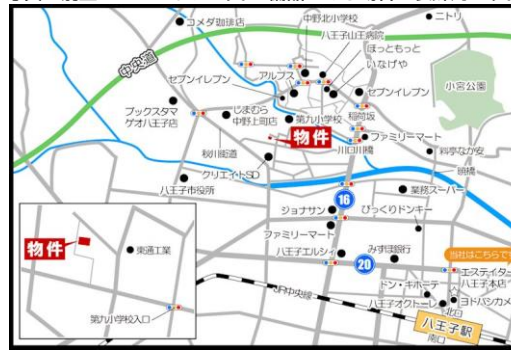 コメダ珈琲店
中野北小学校
ニトリ
八王子山王病院
ほっともっと
いなげや
中央道
アルプス
セブンイレブン
セブンイレブン
小宮公園
ブックスタマ
ゲオ八王子店
しまむら
中野上町店
第九小学校
稲荷坂
物件
ファミリーマート
川口川橋
秋川街道
料亭なか安
クリエイトSD
八王子市役所
業務スーパー
16
ジョナサン
びっくりドンキー
ファミリーマート
八王子エルシィ
みずほ銀行
20
当社はこちらです
エステイター
八王子本店
ドン・キホーテ
八王子オクトーレ
ヨドバシカメラ
北口
JR中央線
八王子駅
南口
物件
東通工業
第九小学校入口